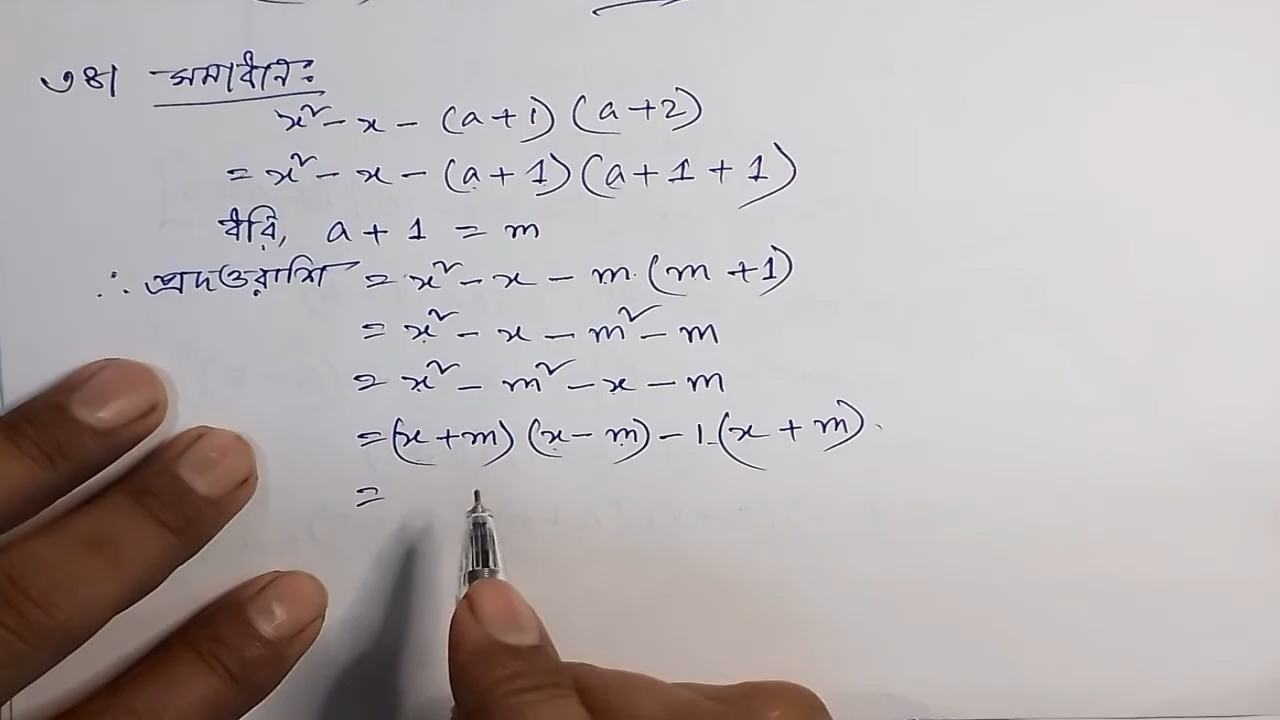 ৩৪। সমাধান:
x² - x - (a+1) (a+2)
= x² - x - (a+1) (a+1+1)
ধরি, a + 1 = m
∴ প্রদত্তরাশি = x² - x - m (m+1)
= x² - x - m² - m
= x² - m² - x - m
= (x+m) (x-m) - 1 (x+m)
=